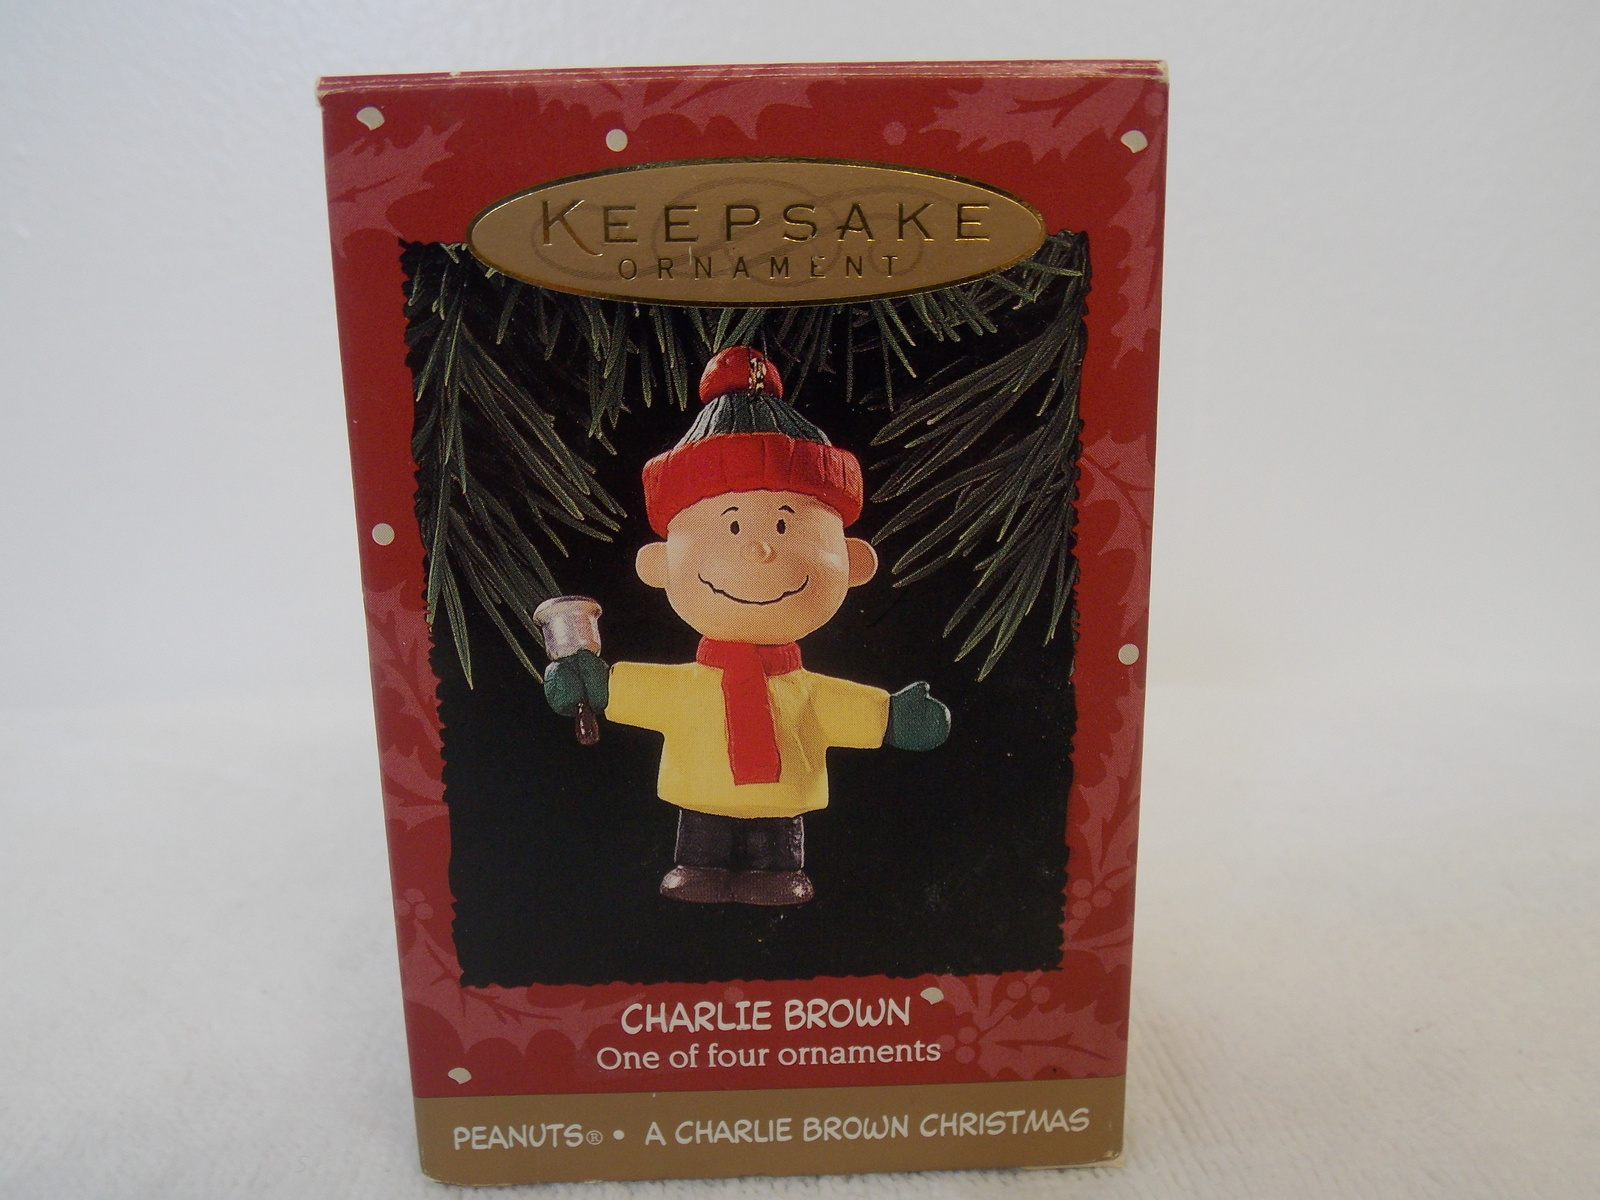 KEEPSAKE
ORNAMENT
CHARLIE BROWN
One of four ornaments
PEANUTS® • A CHARLIE BROWN CHRISTMAS